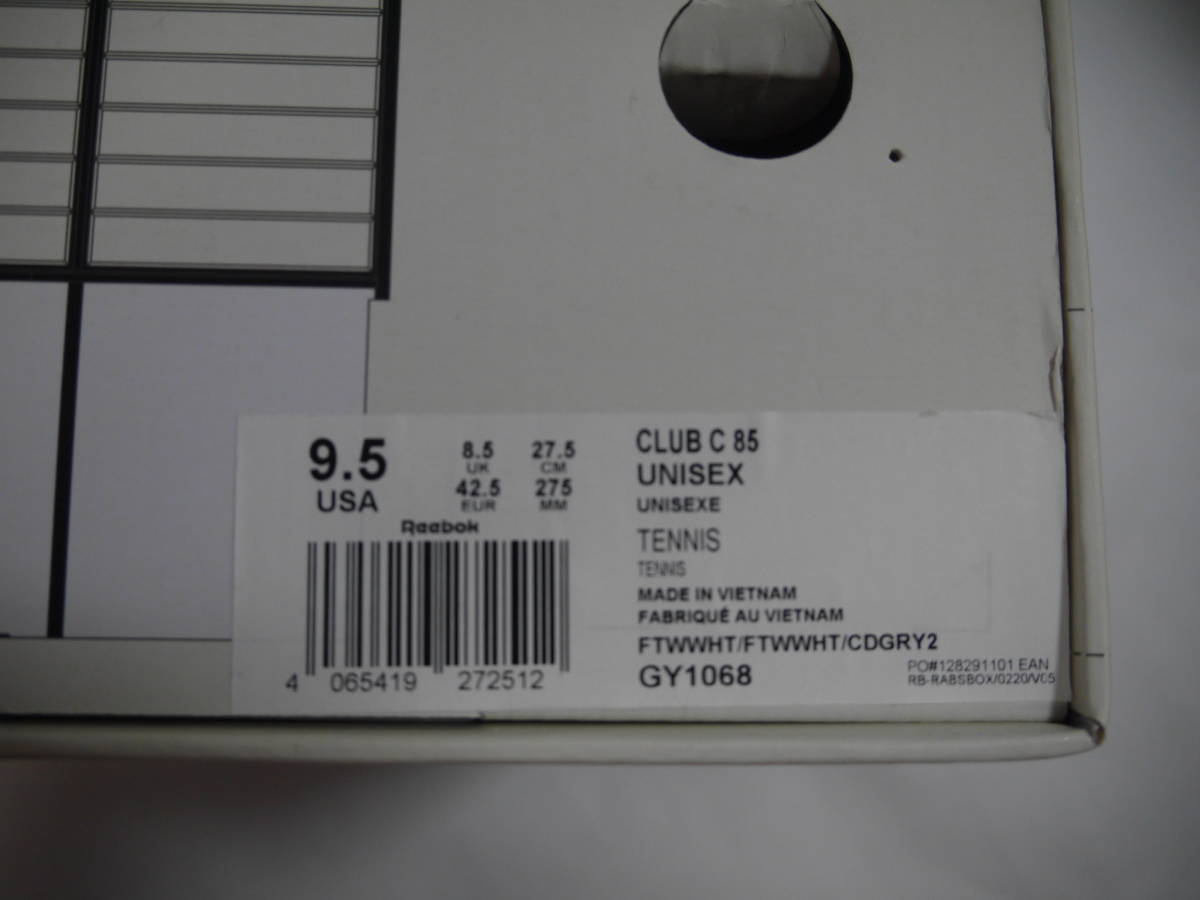 9.5
USA
8.5
UK
27.5
CM
42.5
EUR
275
MM
Reebok
4 065419 272512
CLUB C 85
UNISEX
UNISEXE
TENNIS
TENNIS
MADE IN VIETNAM
FABRIQUÉ AU VIETNAM
FTWWHT/FTWWHT/CDGRY2
GY1068
PO#128291101 EAN
RB-RABSBOX/0220/V05